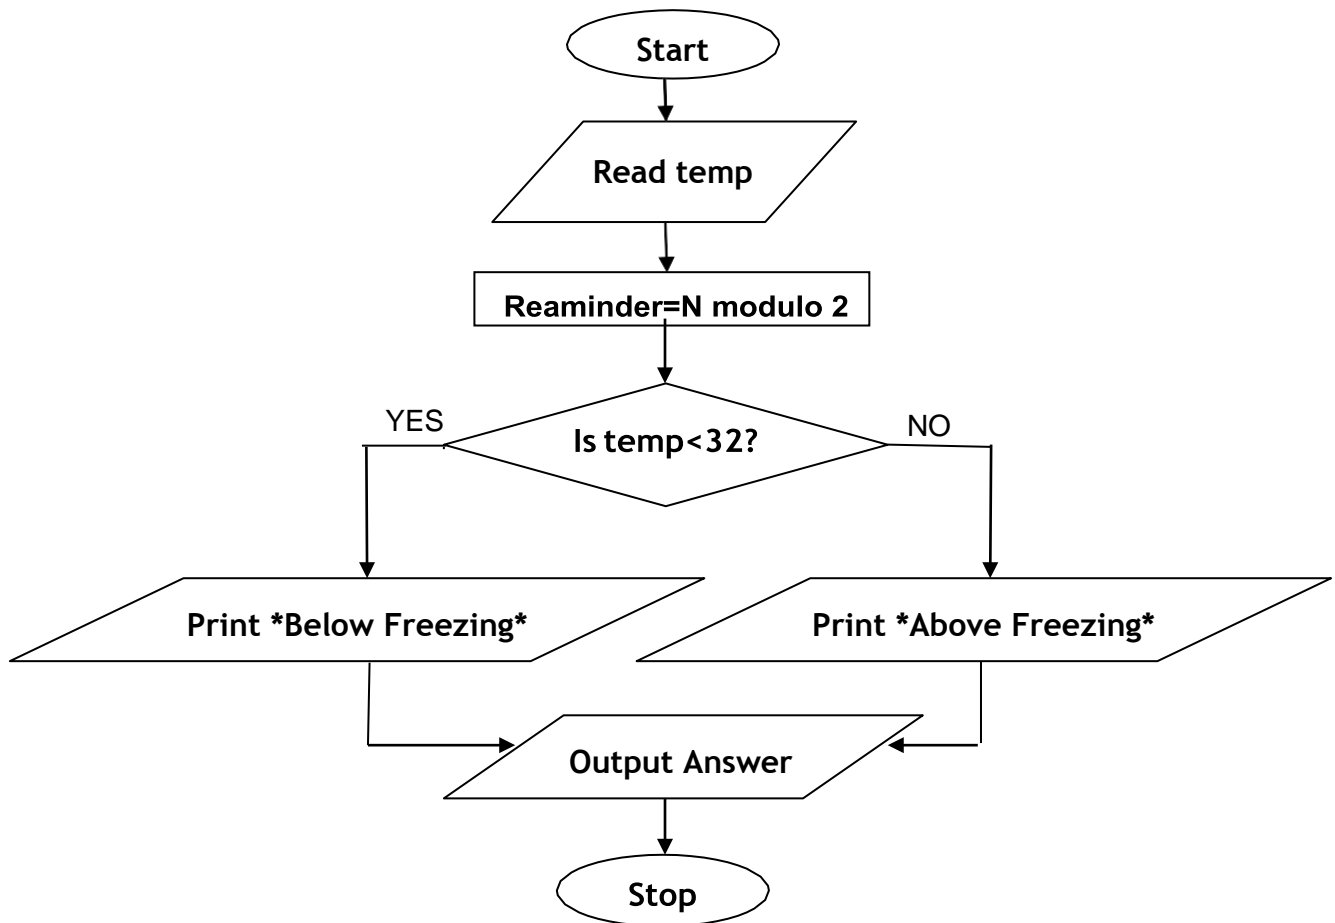 Start
Read temp
Reaminder=N modulo 2
Is temp<32?
YES
NO
Print *Below Freezing*
Print *Above Freezing*
Output Answer
Stop